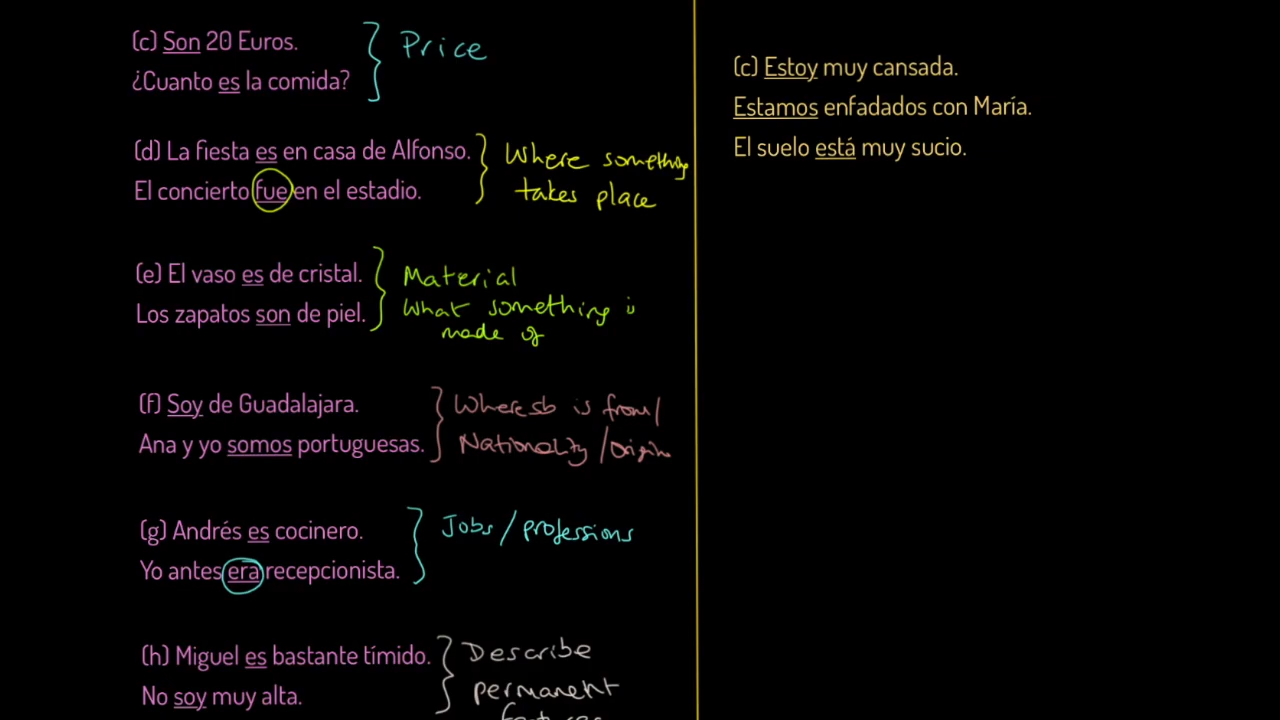 (c) Son 20 Euros.
¿Cuanto es la comida?
Price
(d) La fiesta es en casa de Alfonso.
El concierto fue en el estadio.
Where something
takes place
(e) El vaso es de cristal.
Los zapatos son de piel.
Material
What something is
made of
(f) Soy de Guadalajara.
Ana y yo somos portuguesas.
Where sb is from/
Nationality/origin
(g) Andrés es cocinero.
Yo antes era recepcionista.
Jobs/professions
(h) Miguel es bastante tímido.
No soy muy alta.
Describe
permanent
features
(c) Estoy muy cansada.
Estamos enfadados con María.
El suelo está muy sucio.